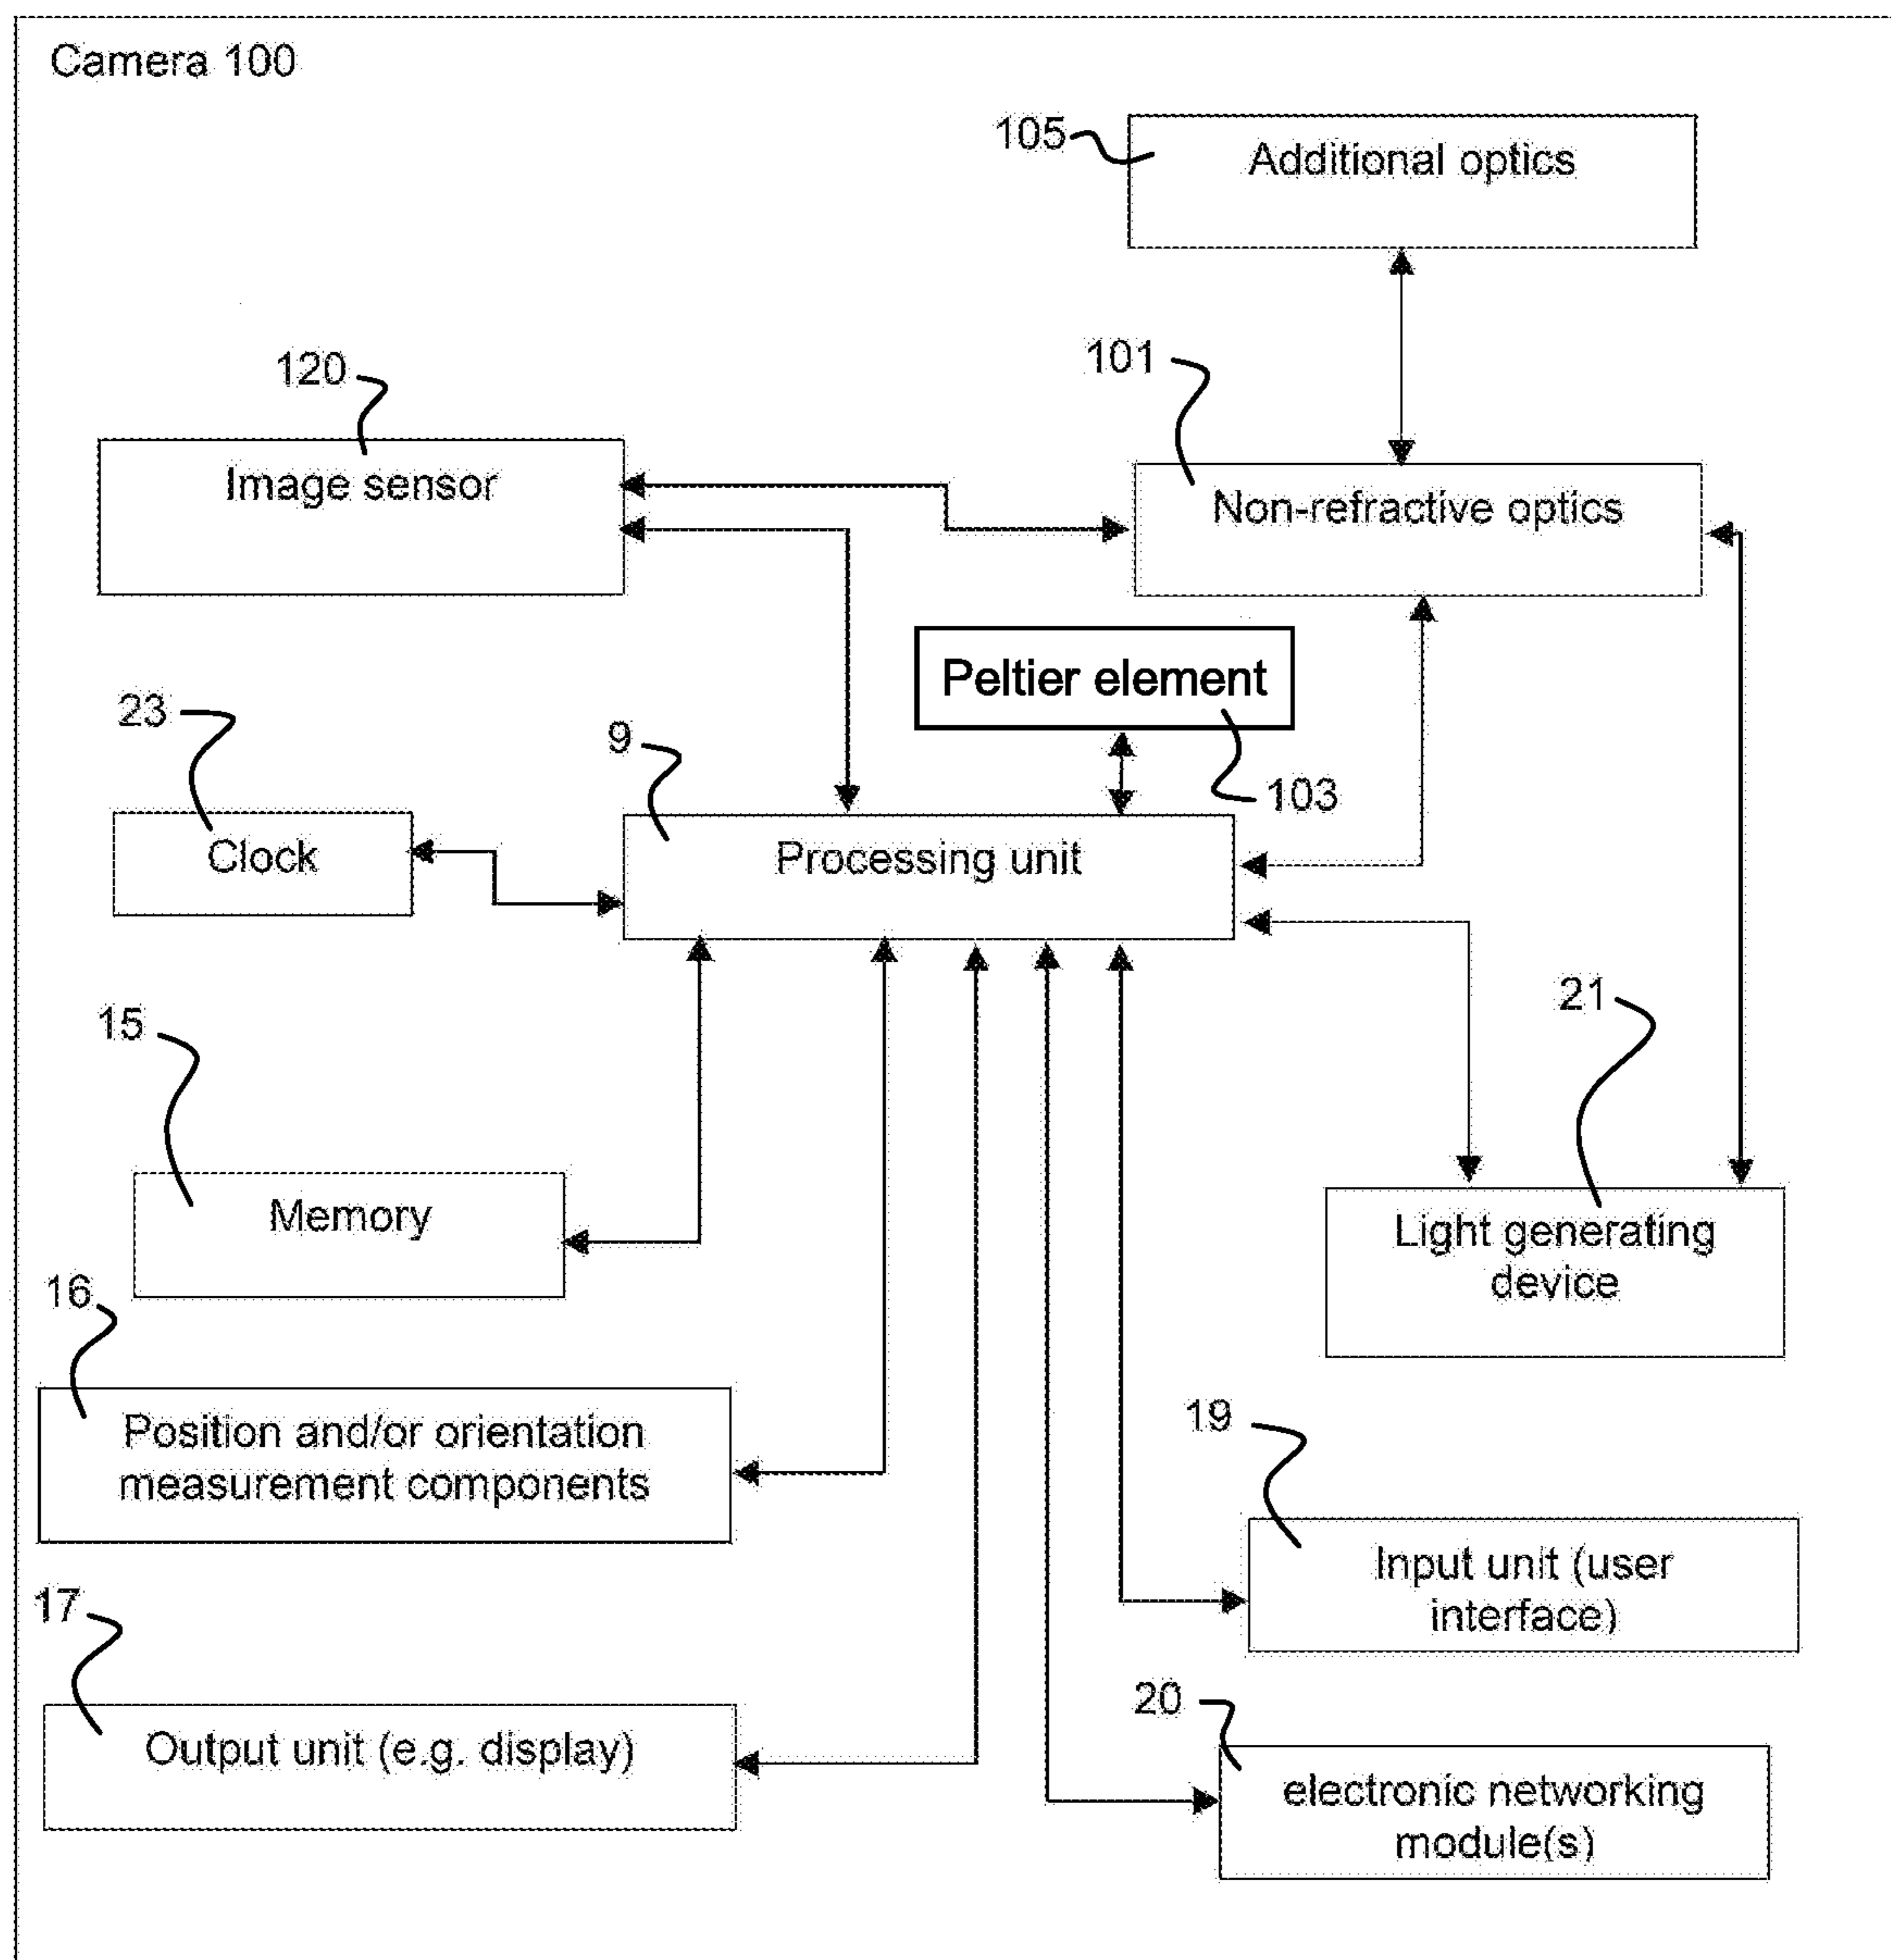 Camera 100
105
Additional optics
120
101
Image sensor
Non-refractive optics
Peltier element
23
9
103
Clock
Processing unit
15
21
Memory
Light generating
device
16
Position and/or orientation
measurement components
19
Input unit (user
interface)
17
Output unit (e.g. display)
20
electronic networking
module(s)